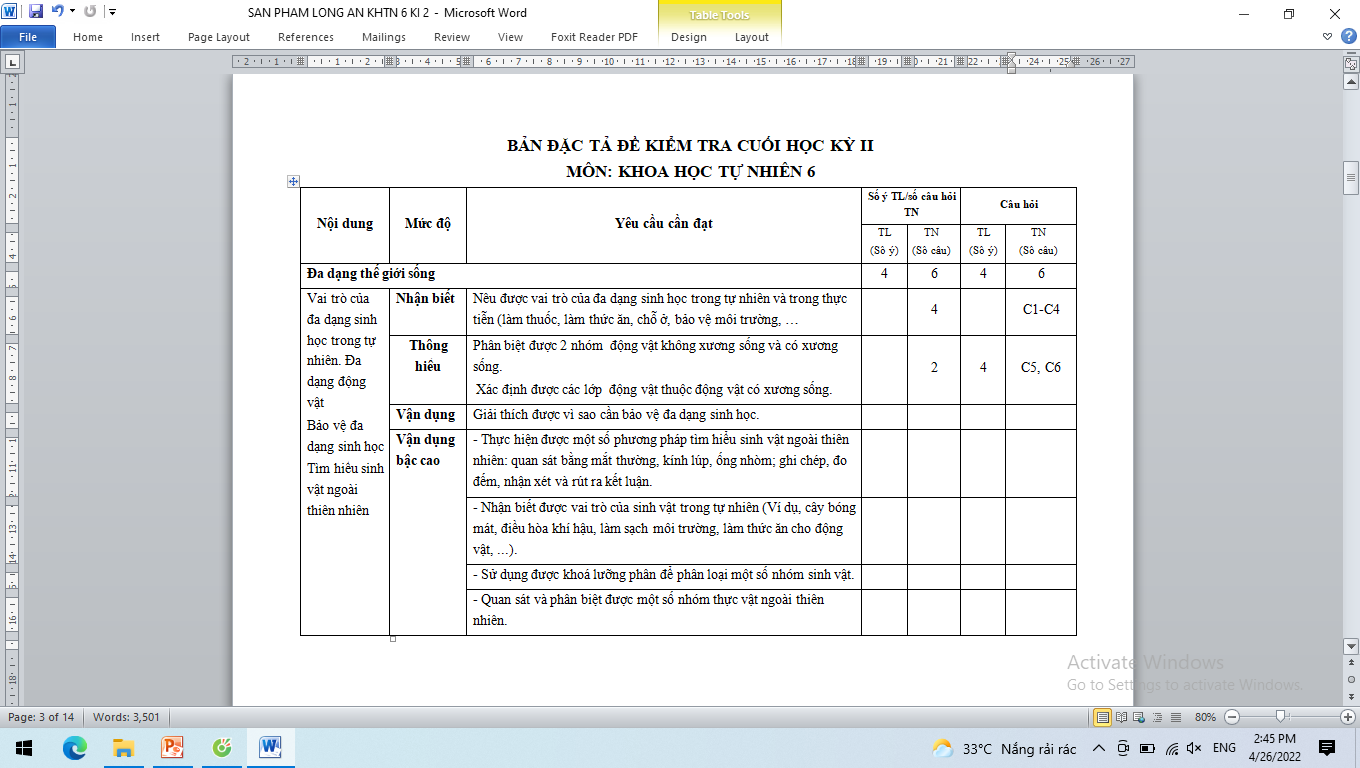 SAN PHAM LONG AN KHTN 6 KI 2 - Microsoft Word
Table Tools
File Home Insert Page Layout References Mailings Review View Foxit Reader PDF Design Layout
BẢN ĐẶC TẢ ĐỀ KIỂM TRA CUỐI HỌC KỲ II
MÔN: KHOA HỌC TỰ NHIÊN 6
Nội dung
Mức độ
Yêu cầu cần đạt
Số ý TL/số câu hỏi
TN
Câu hỏi
TL
(Số ý)
TN
(Số câu)
TL
(Số ý)
TN
(Số câu)
Đa dạng thế giới sống 4 6 4 6
Vai trò của
đa dạng sinh
học trong tự
nhiên. Đa
dạng động
vật
Bảo vệ đa
dạng sinh học
Tìm hiểu sinh
vật ngoài
thiên nhiên
Nhận biết
Nêu được vai trò của đa dạng sinh học trong tự nhiên và trong thực
tiễn (làm thuốc, làm thức ăn, chỗ ở, bảo vệ môi trường, …
4 C1-C4
Thông
hiểu
Phân biệt được 2 nhóm động vật không xương sống và có xương
sống.
Xác định được các lớp động vật thuộc động vật có xương sống.
2 4 C5, C6
Vận dụng
Giải thích được vì sao cần bảo vệ đa dạng sinh học.
Vận dụng
bậc cao
- Thực hiện được một số phương pháp tìm hiểu sinh vật ngoài thiên
nhiên: quan sát bằng mắt thường, kính lúp, ống nhòm; ghi chép, đo
đếm, nhận xét và rút ra kết luận.
- Nhận biết được vai trò của sinh vật trong tự nhiên (Ví dụ, cây bóng
mát, điều hòa khí hậu, làm sạch môi trường, làm thức ăn cho động
vật, ...).
- Sử dụng được khoá lưỡng phân để phân loại một số nhóm sinh vật.
- Quan sát và phân biệt được một số nhóm thực vật ngoài thiên
nhiên.
Activate Windows
Go to Settings to activate Windows.
Page: 3 of 14 Words: 3,501 80%
33°C Nắng rải rác ENG 2:45 PM
4/26/2022